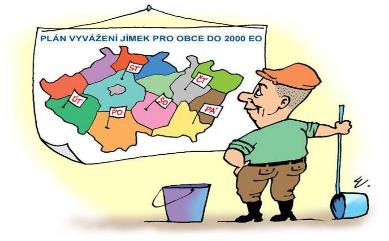 PLÁN VYVÁŽENÍ JÍMEK PRO OBCE DO 2000 EO
ST
ČT
ÚT
PO
SO
PÁ